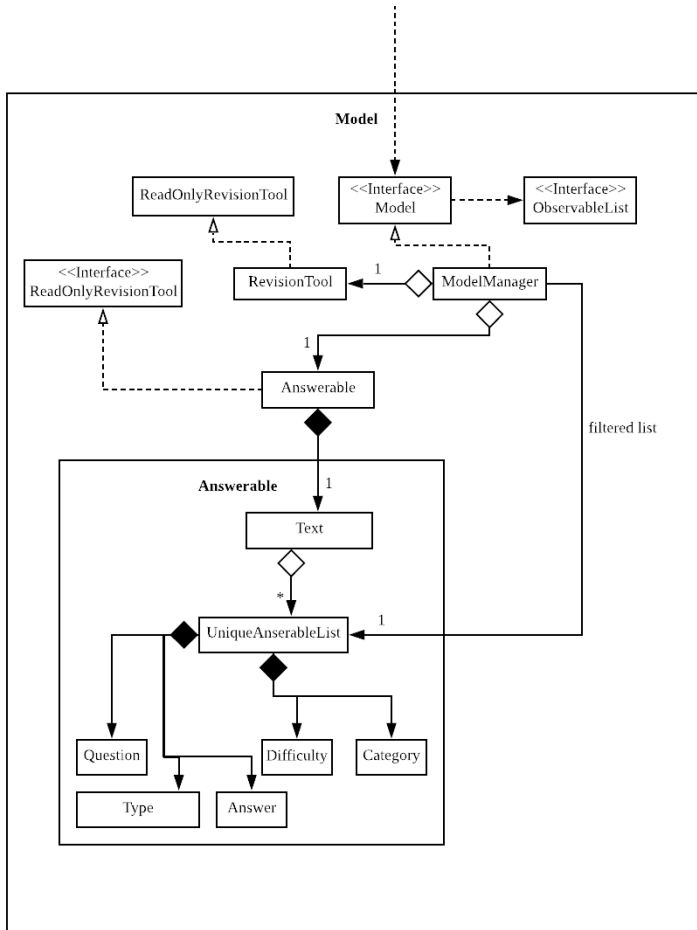 Model
ReadOnlyRevisionTool
<<Interface>>
Model
<<Interface>>
ObservableList
<<Interface>>
ReadOnlyRevisionTool
RevisionTool
1
ModelManager
1
Answerable
filtered list
Answerable
1
Text
*
UniqueAnserableList
1
Question
Difficulty
Category
Type
Answer